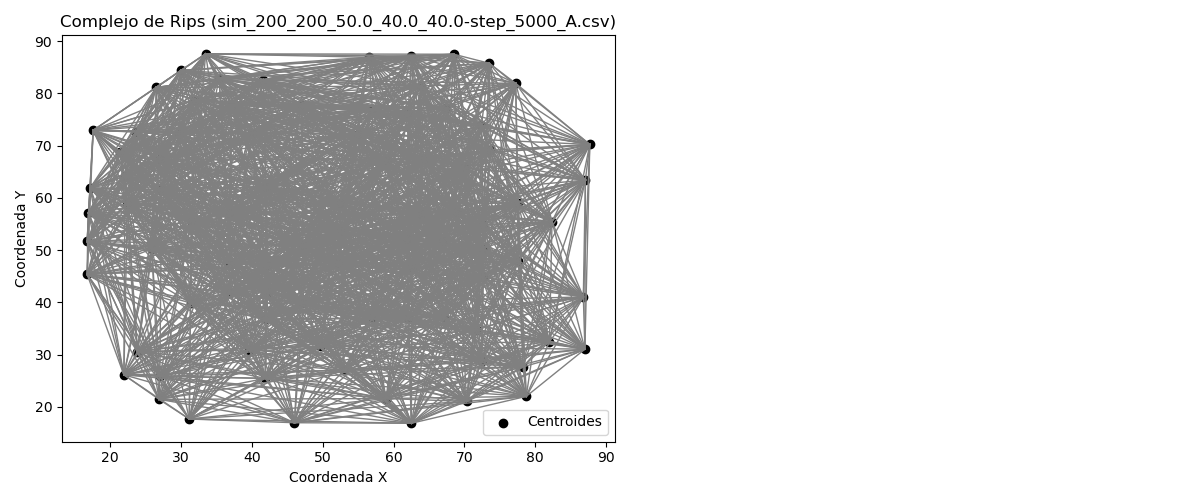 Complejo de Rips (sim_200_200_50.0_40.0_40.0-step_5000_A.csv)
Coordenada Y
90
80
70
60
50
40
30
20
Centroides
20 30 40 50 60 70 80 90
Coordenada X